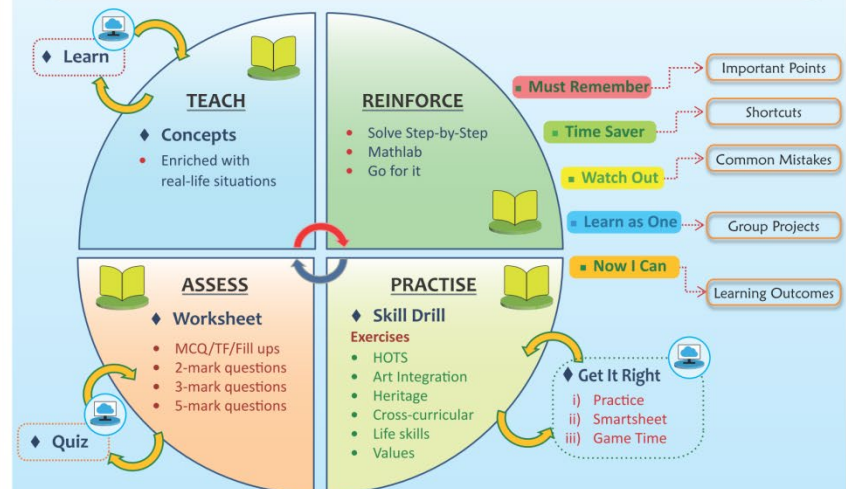 ◆ Learn
TEACH
◆ Concepts
• Enriched with
real-life situations
REINFORCE
• Solve Step-by-Step
• Mathlab
• Go for it
ASSESS
◆ Worksheet
• MCQ/TF/Fill ups
• 2-mark questions
• 3-mark questions
• 5-mark questions
◆ Quiz
PRACTISE
◆ Skill Drill
Exercises
• HOTS
• Art Integration
• Heritage
• Cross-curricular
• Life skills
• Values
◆ Get It Right
i) Practice
ii) Smartsheet
iii) Game Time
▪ Must Remember
Important Points
▪ Time Saver
Shortcuts
▪ Watch Out
Common Mistakes
▪ Learn as One
Group Projects
▪ Now I Can
Learning Outcomes